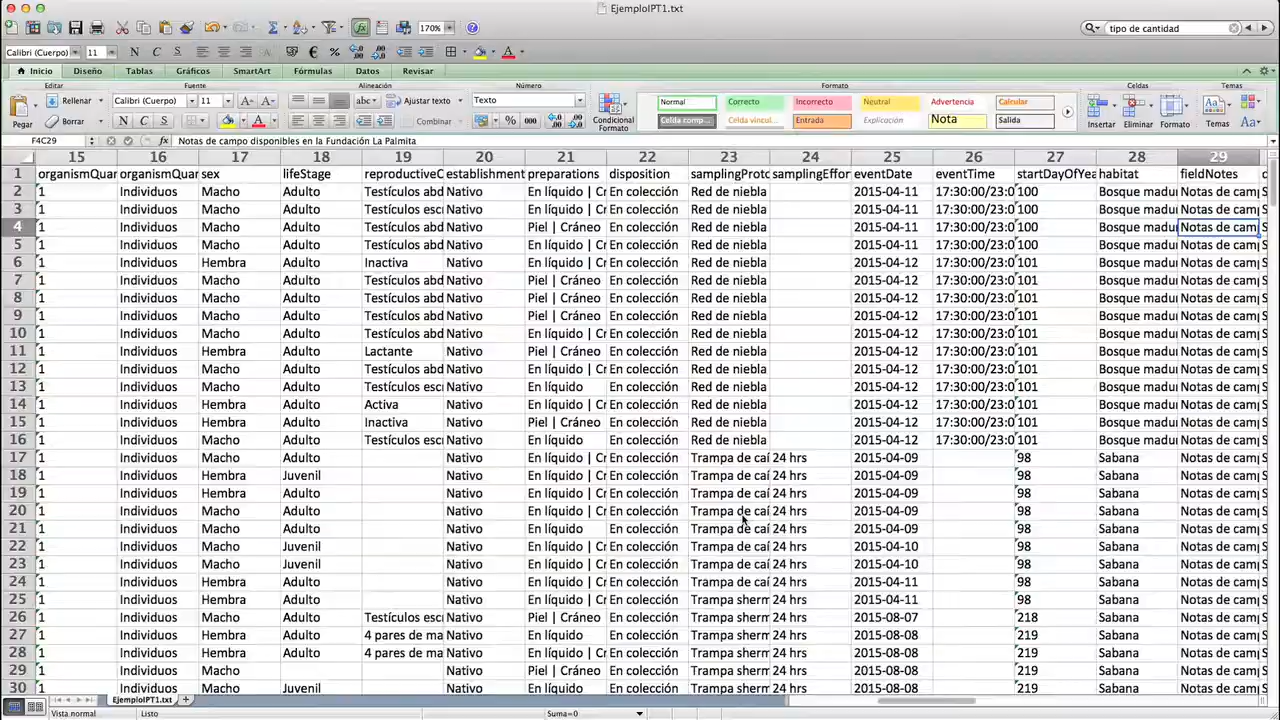 EjemploIPT1.txt
170% tipo de cantidad
Calibri (Cuerpo) 11 N C S € % 000
Inicio Diseño Tablas Gráficos SmartArt Fórmulas Datos Revisar
Editar Fuente Alineación Número Formato Celdas Temas
Rellenar Calibri (Cuerpo) 11 A A abc Ajustar texto Texto Normal Correcto Incorrecto Neutral Advertencia Calcular
Pegar Borrar N C S A Combinar % 000 Condicional Formato Celda comp... Celda vincul... Entrada Explicación Nota Salida Insertar Eliminar Formato Temas Aa
F4C29 fx Notas de campo disponibles en la Fundación La Palmita
15 16 17 18 19 20 21 22 23 24 25 26 27 28 29
1 organismQuar organismQuar sex lifeStage reproductiveC establishment preparations disposition samplingProto samplingEffor eventDate eventTime startDayOfYea habitat fieldNotes
2 1 Individuos Macho Adulto Testículos abd Nativo En líquido | Cr En colección Red de niebla 2015-04-11 17:30:00/23:0 100 Bosque madu Notas de cam
3 1 Individuos Macho Adulto Testículos escr Nativo En líquido | Cr En colección Red de niebla 2015-04-11 17:30:00/23:0 100 Bosque madu Notas de cam
4 1 Individuos Macho Adulto Testículos abd Nativo Piel | Cráneo En colección Red de niebla 2015-04-11 17:30:00/23:0 100 Bosque madu Notas de cam
5 1 Individuos Macho Adulto Testículos abd Nativo En líquido | Cr En colección Red de niebla 2015-04-11 17:30:00/23:0 100 Bosque madu Notas de cam
6 1 Individuos Hembra Adulto Inactiva Nativo En líquido | Cr En colección Red de niebla 2015-04-12 17:30:00/23:0 101 Bosque madu Notas de cam
7 1 Individuos Macho Adulto Testículos abd Nativo Piel | Cráneo En colección Red de niebla 2015-04-12 17:30:00/23:0 101 Bosque madu Notas de cam
8 1 Individuos Macho Adulto Testículos abd Nativo Piel | Cráneo En colección Red de niebla 2015-04-12 17:30:00/23:0 101 Bosque madu Notas de cam
9 1 Individuos Macho Adulto Testículos abd Nativo Piel | Cráneo En colección Red de niebla 2015-04-12 17:30:00/23:0 101 Bosque madu Notas de cam
10 1 Individuos Macho Adulto Testículos abd Nativo En líquido | Cr En colección Red de niebla 2015-04-12 17:30:00/23:0 101 Bosque madu Notas de cam
11 1 Individuos Hembra Adulto Lactante Nativo Piel | Cráneo En colección Red de niebla 2015-04-12 17:30:00/23:0 101 Bosque madu Notas de cam
12 1 Individuos Macho Adulto Testículos abd Nativo En líquido | Cr En colección Red de niebla 2015-04-12 17:30:00/23:0 101 Bosque madu Notas de cam
13 1 Individuos Macho Adulto Testículos escr Nativo En líquido En colección Red de niebla 2015-04-12 17:30:00/23:0 101 Bosque madu Notas de cam
14 1 Individuos Hembra Adulto Activa Nativo En líquido | Cr En colección Red de niebla 2015-04-12 17:30:00/23:0 101 Bosque madu Notas de cam
15 1 Individuos Hembra Adulto Inactiva Nativo Piel | Cráneo En colección Red de niebla 2015-04-12 17:30:00/23:0 101 Bosque madu Notas de cam
16 1 Individuos Macho Adulto Testículos escr Nativo En líquido En colección Red de niebla 2015-04-12 17:30:00/23:0 101 Bosque madu Notas de cam
17 1 Individuos Macho Adulto Nativo En líquido | Cr En colección Trampa de caí 24 hrs 2015-04-09 98 Sabana Notas de cam
18 1 Individuos Hembra Juvenil Nativo En líquido | Cr En colección Trampa de caí 24 hrs 2015-04-09 98 Sabana Notas de cam
19 1 Individuos Hembra Adulto Nativo En líquido | Cr En colección Trampa de caí 24 hrs 2015-04-09 98 Sabana Notas de cam
20 1 Individuos Hembra Adulto Nativo En líquido | Cr En colección Trampa de caí 24 hrs 2015-04-09 98 Sabana Notas de cam
21 1 Individuos Macho Adulto Nativo En líquido En colección Trampa de caí 24 hrs 2015-04-09 98 Sabana Notas de cam
22 1 Individuos Macho Juvenil Nativo En líquido | Cr En colección Trampa de caí 24 hrs 2015-04-10 98 Sabana Notas de cam
23 1 Individuos Macho Juvenil Nativo En líquido | Cr En colección Trampa de caí 24 hrs 2015-04-10 98 Sabana Notas de cam
24 1 Individuos Hembra Adulto Nativo En líquido | Cr En colección Trampa de caí 24 hrs 2015-04-11 98 Sabana Notas de cam
25 1 Individuos Hembra Adulto Nativo En líquido | Cr En colección Trampa sherm 24 hrs 2015-04-11 98 Sabana Notas de cam
26 1 Individuos Macho Adulto Testículos escr Nativo Piel | Cráneo En colección Trampa sherm 24 hrs 2015-08-07 218 Sabana Notas de cam
27 1 Individuos Hembra Adulto 4 pares de ma Nativo En líquido En colección Trampa sherm 24 hrs 2015-08-08 219 Sabana Notas de cam
28 1 Individuos Hembra Adulto 4 pares de ma Nativo En líquido | Cr En colección Trampa sherm 24 hrs 2015-08-08 219 Sabana Notas de cam
29 1 Individuos Macho Nativo Piel | Cráneo En colección Trampa sherm 24 hrs 2015-08-08 219 Sabana Notas de cam
30 1 Individuos Macho Juvenil Nativo En líquido | Cr En colección Trampa sherm 24 hrs 2015-08-08 219 Sabana Notas de cam
EjemploIPT1.txt
Vista normal Listo Suma=0